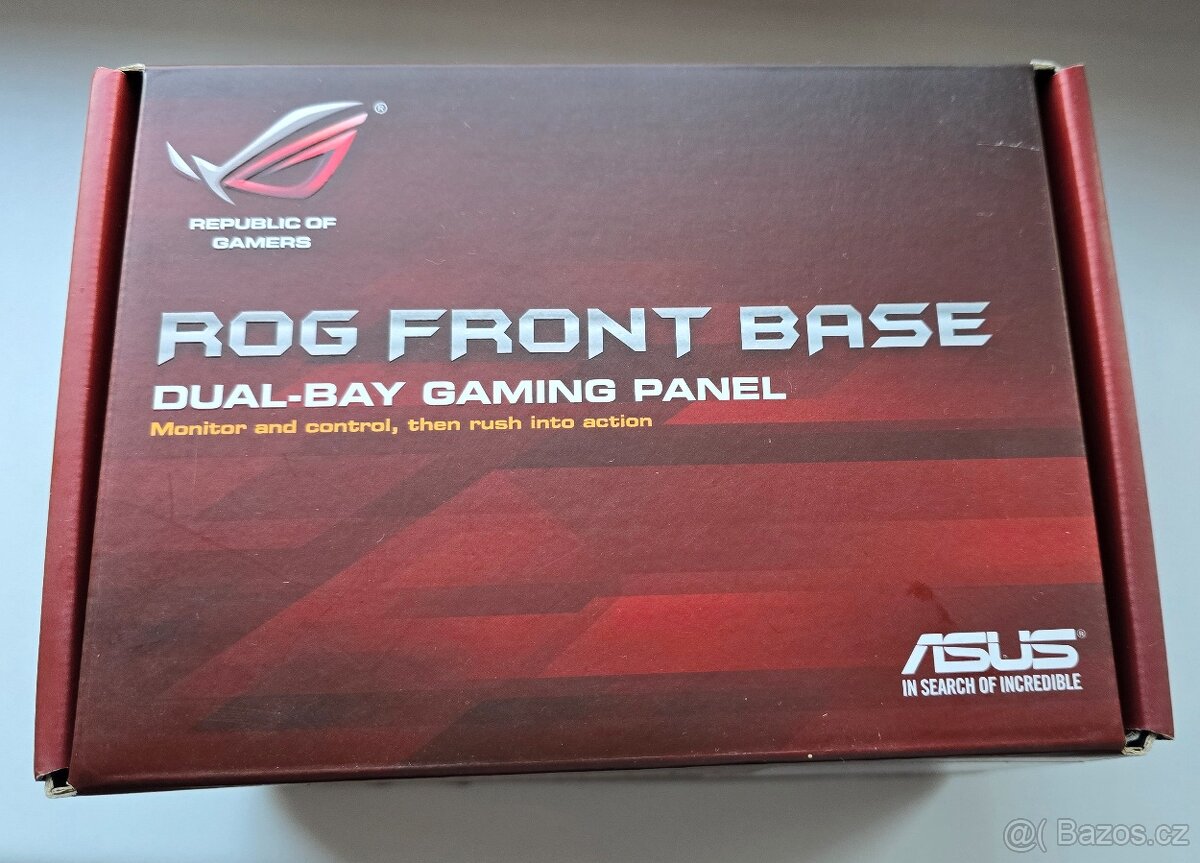 ®
REPUBLIC OF
GAMERS
ROG FRONT BASE
DUAL-BAY GAMING PANEL
Monitor and control, then rush into action
ASUS®
IN SEARCH OF INCREDIBLE
@( Bazos.cz